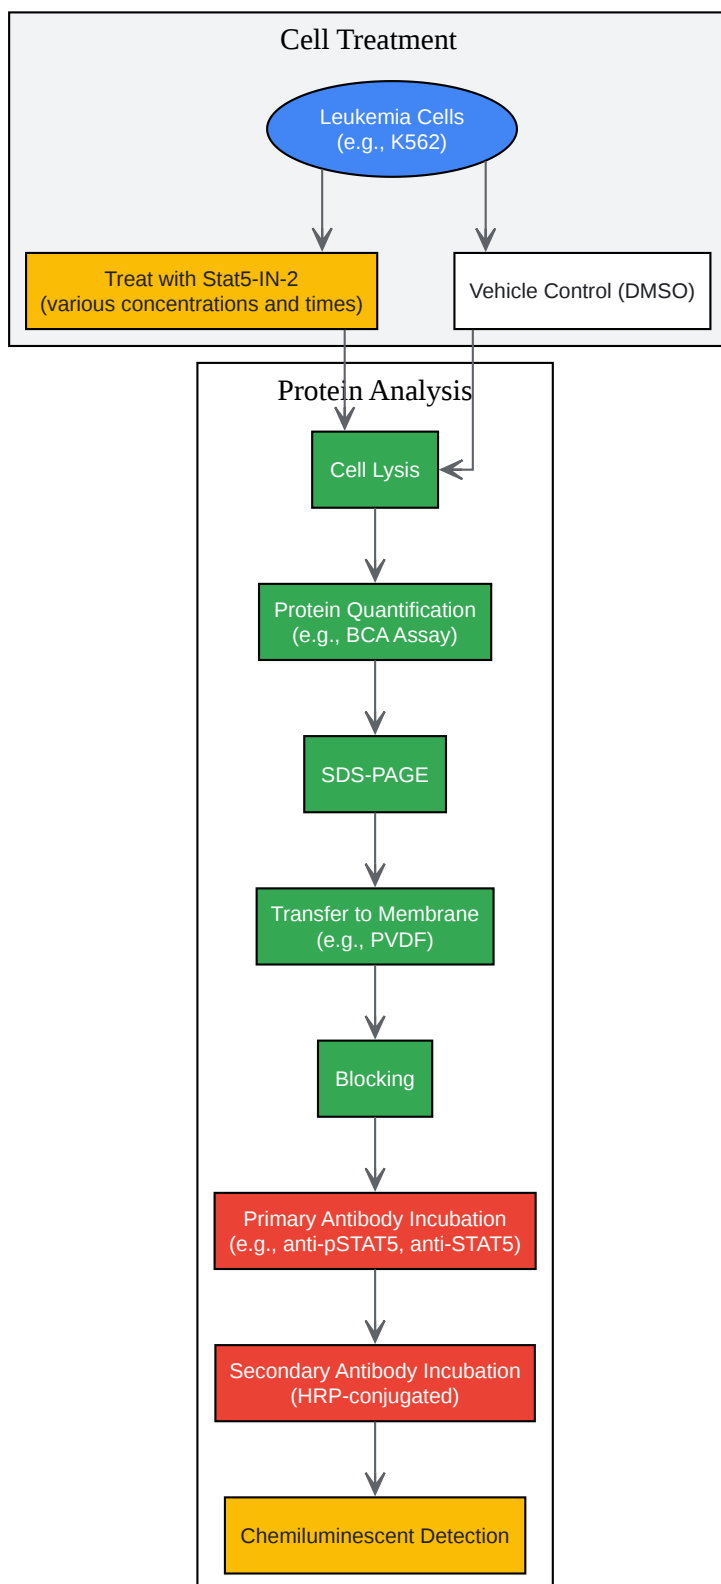 Cell Treatment
Leukemia Cells
(e.g., K562)
Treat with Stat5-IN-2
(various concentrations and times)
Vehicle Control (DMSO)
Protein Analysis
Cell Lysis
Protein Quantification
(e.g., BCA Assay)
SDS-PAGE
Transfer to Membrane
(e.g., PVDF)
Blocking
Primary Antibody Incubation
(e.g., anti-pSTAT5, anti-STAT5)
Secondary Antibody Incubation
(HRP-conjugated)
Chemiluminescent Detection